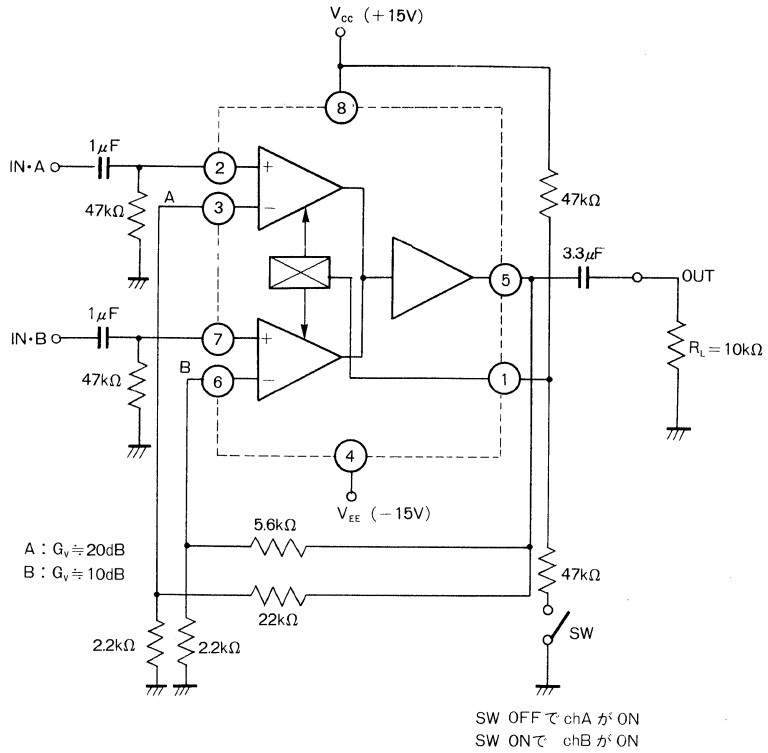 Vcc (+15V)
8
1μF
IN・A
2
+
A
3
−
47kΩ
47kΩ
3.3μF
5
OUT
1μF
IN・B
7
+
B
6
−
47kΩ
1
RL=10kΩ
4
VEE (−15V)
5.6kΩ
A：Gv≒20dB
B：Gv≒10dB
47kΩ
22kΩ
2.2kΩ
2.2kΩ
SW
SW OFFで chA が ON
SW ONで chB が ON